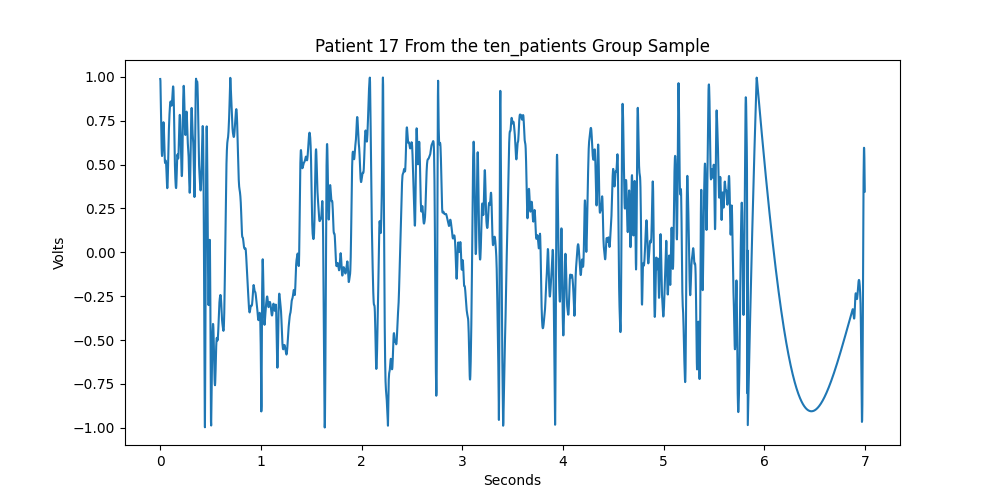 Patient 17 From the ten_patients Group Sample
1.00
0.75
0.50
0.25
0.00
−0.25
−0.50
−0.75
−1.00
Volts
0 1 2 3 4 5 6 7
Seconds